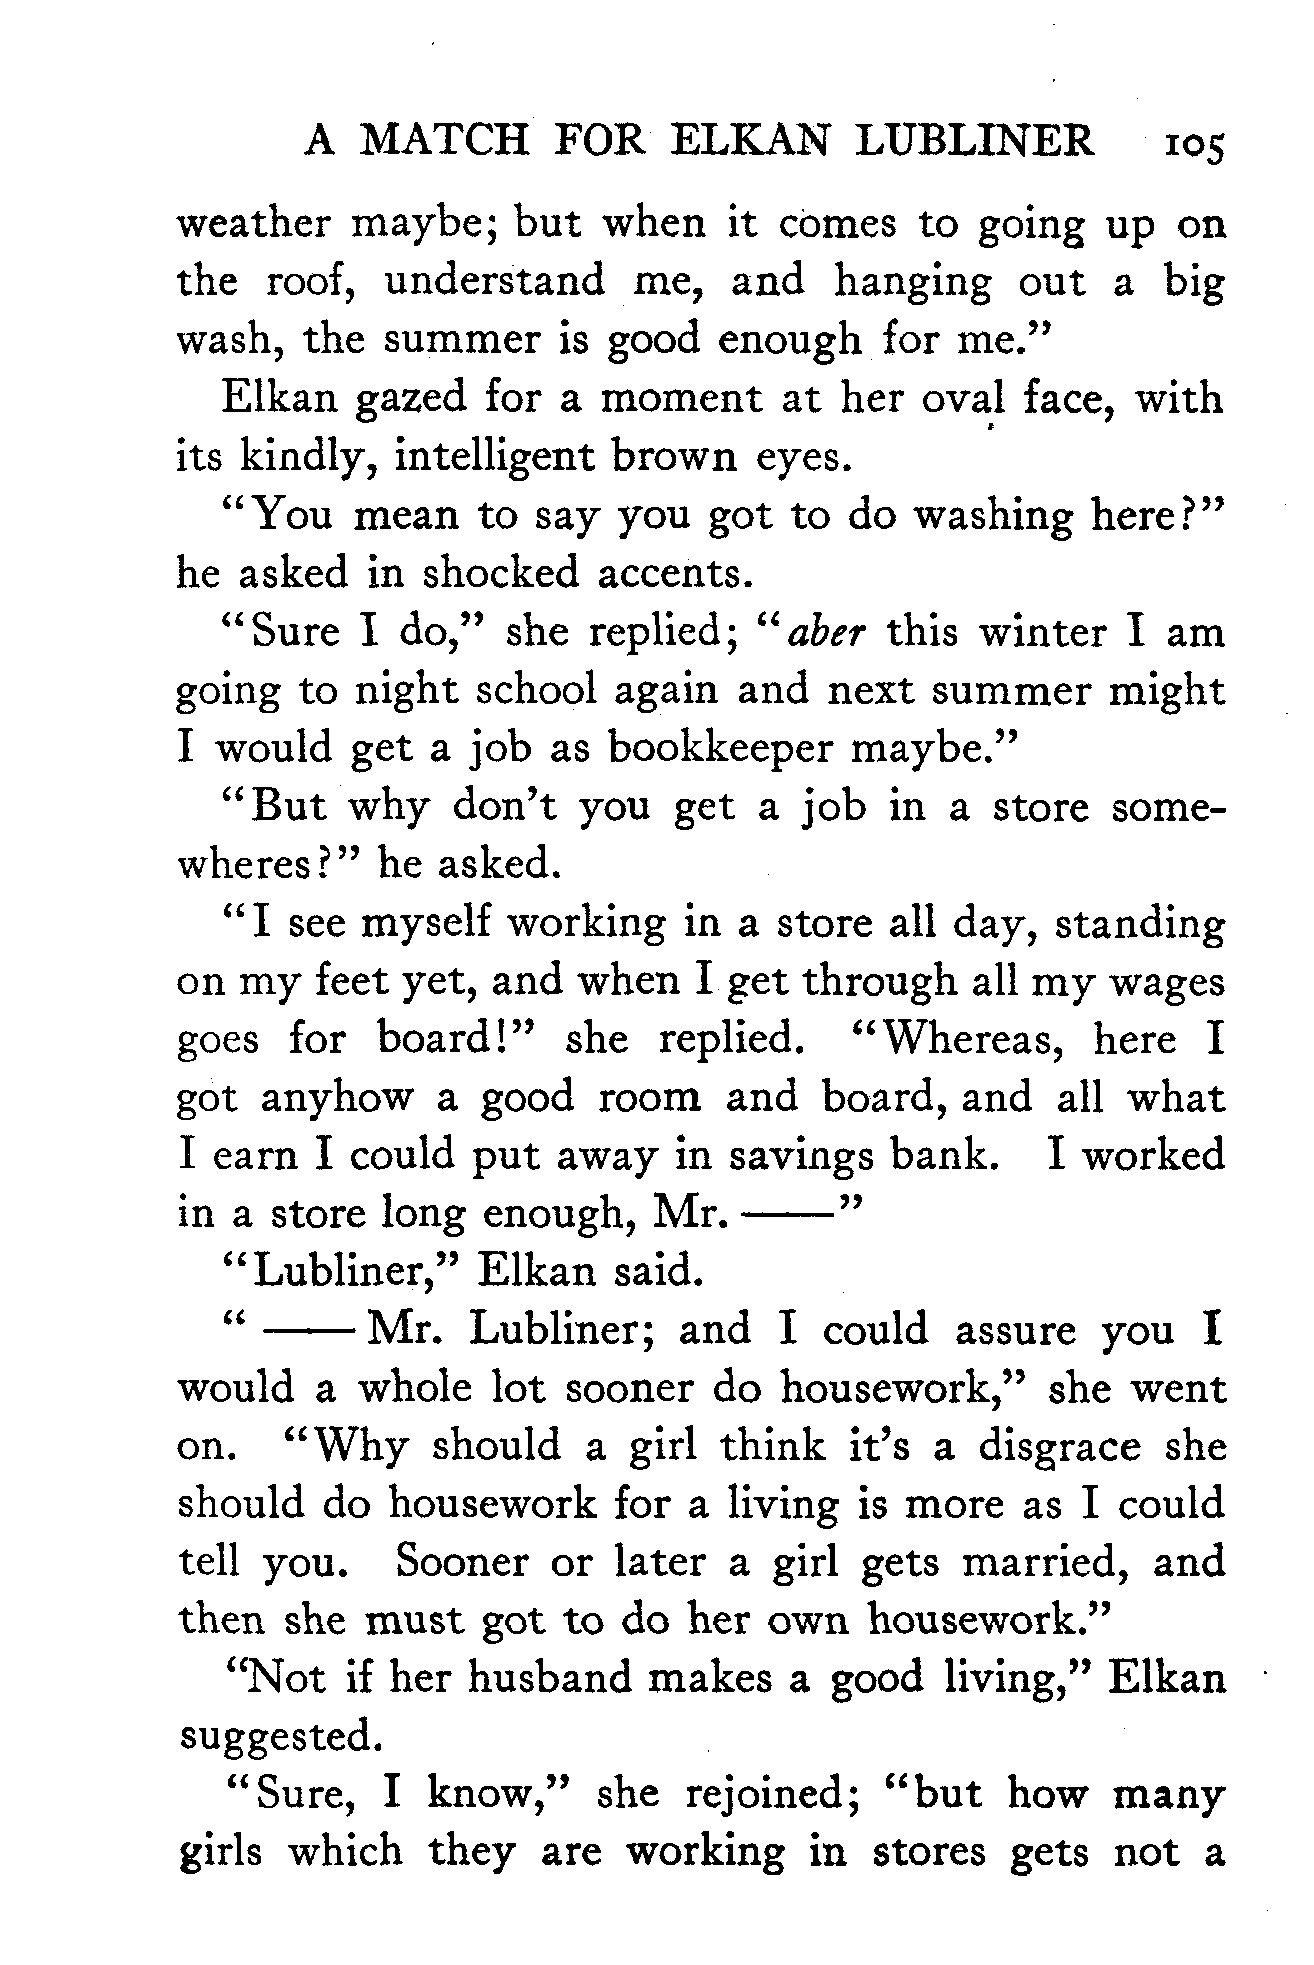 A MATCH FOR ELKAN LUBLINER 105
weather maybe; but when it comes to going up on
the roof, understand me, and hanging out a big
wash, the summer is good enough for me."
Elkan gazed for a moment at her oval face, with
its kindly, intelligent brown eyes.
"You mean to say you got to do washing here?"
he asked in shocked accents.
"Sure I do," she replied; "aber this winter I am
going to night school again and next summer might
I would get a job as bookkeeper maybe."
"But why don't you get a job in a store some-
wheres?" he asked.
"I see myself working in a store all day, standing
on my feet yet, and when I get through all my wages
goes for board!" she replied. "Whereas, here I
got anyhow a good room and board, and all what
I earn I could put away in savings bank. I worked
in a store long enough, Mr. ——"
"Lubliner," Elkan said.
" —— Mr. Lubliner; and I could assure you I
would a whole lot sooner do housework," she went
on. "Why should a girl think it's a disgrace she
should do housework for a living is more as I could
tell you. Sooner or later a girl gets married, and
then she must got to do her own housework."
"Not if her husband makes a good living," Elkan
suggested.
"Sure, I know," she rejoined; "but how many
girls which they are working in stores gets not a